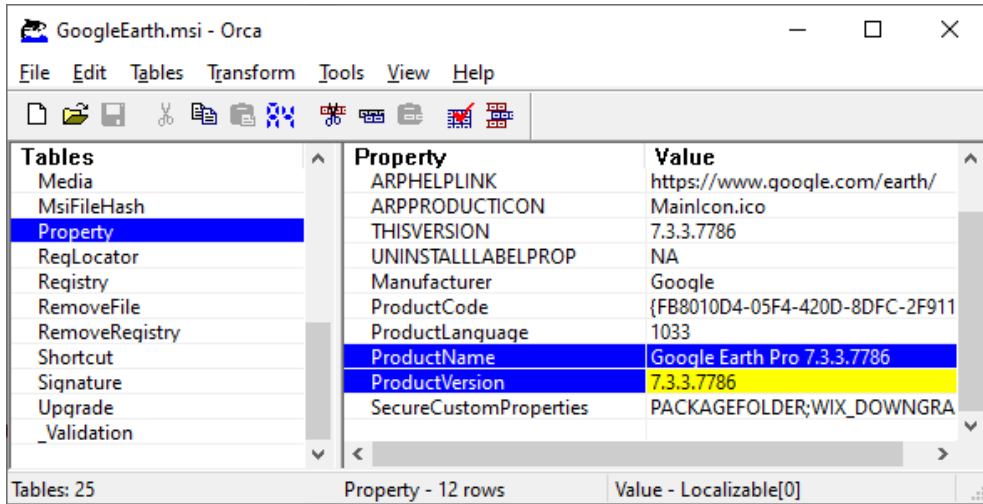 GoogleEarth.msi - Orca
File Edit Tables Transform Tools View Help
Tables
Media
MsiFileHash
Property
RegLocator
Registry
RemoveFile
RemoveRegistry
Shortcut
Signature
Upgrade
_Validation
Property Value
ARPHELPLINK https://www.google.com/earth/
ARPPRODUCTICON MainIcon.ico
THISVERSION 7.3.3.7786
UNINSTALLLABELPROP NA
Manufacturer Google
ProductCode {FB8010D4-05F4-420D-8DFC-2F911
ProductLanguage 1033
ProductName Google Earth Pro 7.3.3.7786
ProductVersion 7.3.3.7786
SecureCustomProperties PACKAGEFOLDER;WIX_DOWNGRA
Tables: 25 Property - 12 rows Value - Localizable[0]